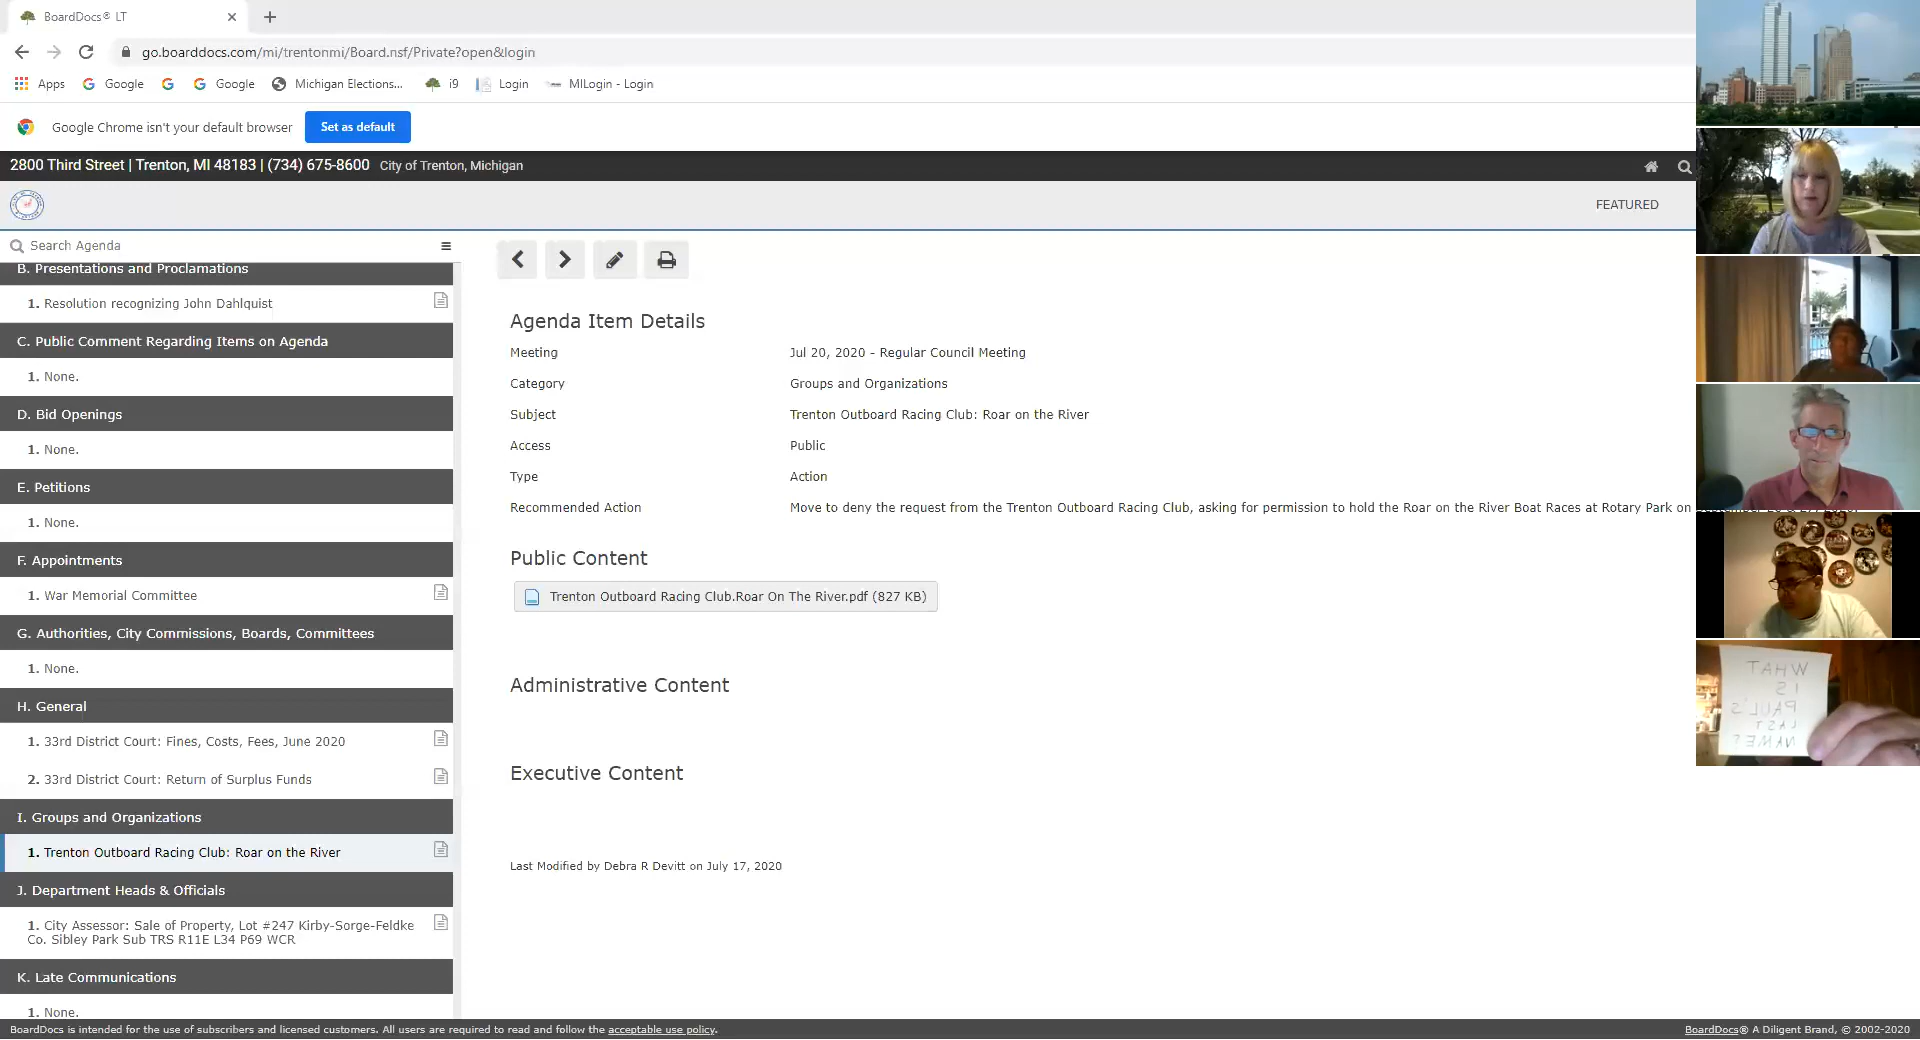 BoardDocs® LT
go.boarddocs.com/mi/trentonmi/Board.nsf/Private?open&login
Apps Google Google Michigan Elections... i9 Login MILogin - Login
Google Chrome isn't your default browser Set as default
2800 Third Street | Trenton, MI 48183 | (734) 675-8600 City of Trenton, Michigan
FEATURED
Search Agenda
B. Presentations and Proclamations
1. Resolution recognizing John Dahlquist
C. Public Comment Regarding Items on Agenda
1. None.
D. Bid Openings
1. None.
E. Petitions
1. None.
F. Appointments
1. War Memorial Committee
G. Authorities, City Commissions, Boards, Committees
1. None.
H. General
1. 33rd District Court: Fines, Costs, Fees, June 2020
2. 33rd District Court: Return of Surplus Funds
I. Groups and Organizations
1. Trenton Outboard Racing Club: Roar on the River
J. Department Heads & Officials
1. City Assessor: Sale of Property, Lot #247 Kirby-Sorge-Feldke
Co. Sibley Park Sub TRS R11E L34 P69 WCR
K. Late Communications
1. None.
Agenda Item Details
Meeting Jul 20, 2020 - Regular Council Meeting
Category Groups and Organizations
Subject Trenton Outboard Racing Club: Roar on the River
Access Public
Type Action
Recommended Action Move to deny the request from the Trenton Outboard Racing Club, asking for permission to hold the Roar on the River Boat Races at Rotary Park on
Public Content
Trenton Outboard Racing Club.Roar On The River.pdf (827 KB)
Administrative Content
Executive Content
Last Modified by Debra R Devitt on July 17, 2020
WHAT
IS
PAUL'S
LAST
NAME?
BoardDocs is intended for the use of subscribers and licensed customers. All users are required to read and follow the acceptable use policy.
BoardDocs® A Diligent Brand, © 2002-2020